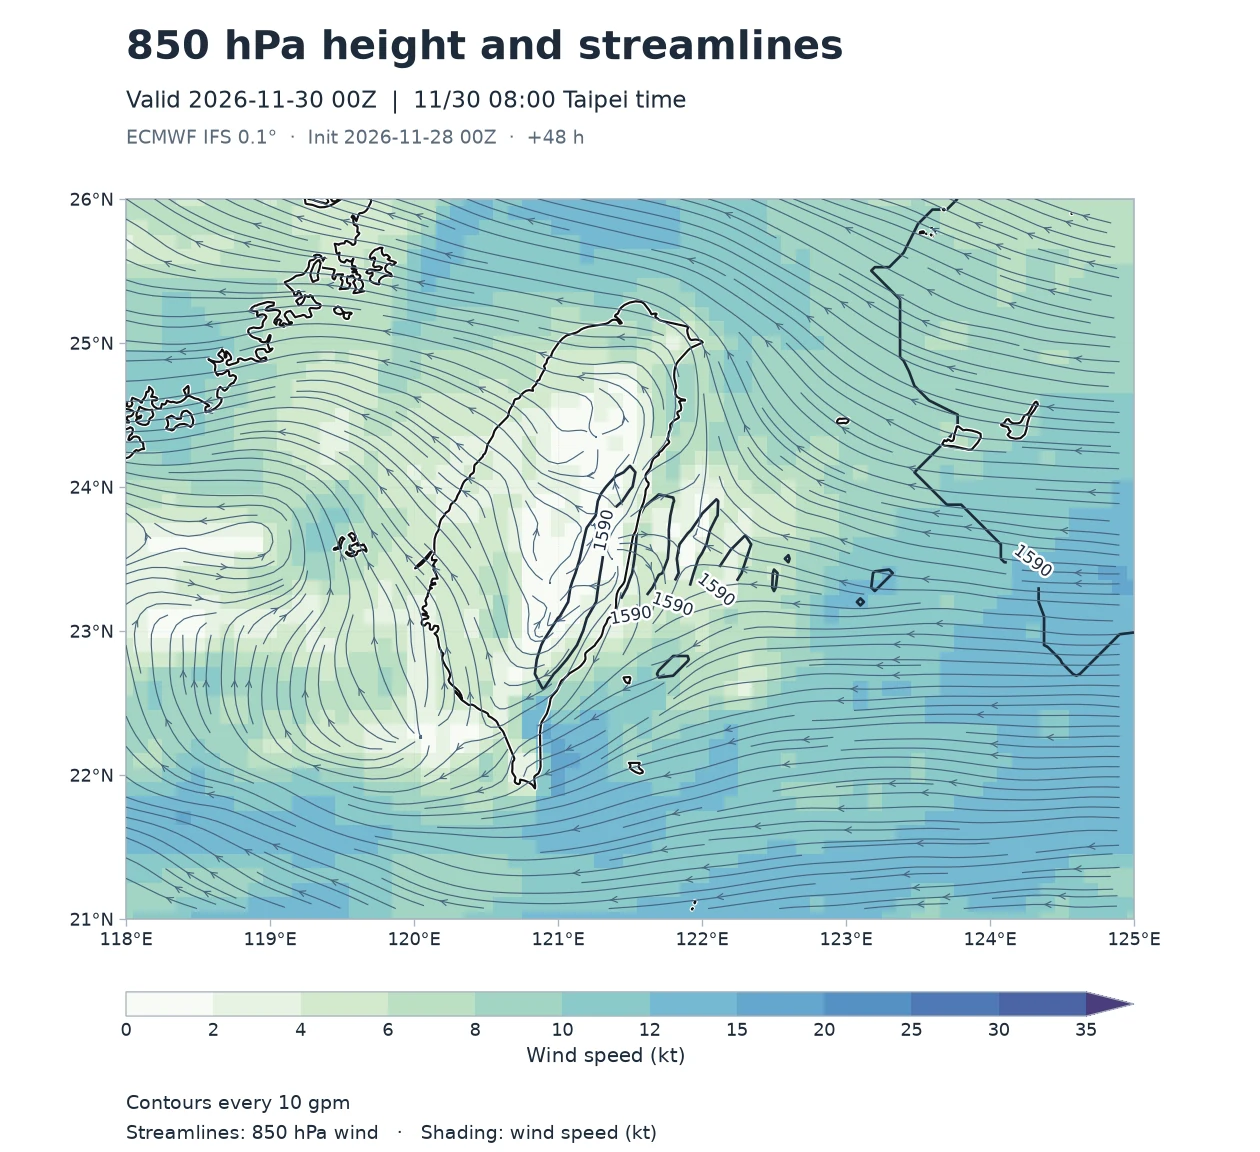 850 hPa height and streamlines
Valid 2026-11-30 00Z | 11/30 08:00 Taipei time
ECMWF IFS 0.1° · Init 2026-11-28 00Z · +48 h
26°N
25°N
24°N
1590
1590
23°N
1590
1590
1590
22°N
21°N
118°E 119°E 120°E 121°E 122°E 123°E 124°E 125°E
0 2 4 6 8 10 12 15 20 25 30 35
Wind speed (kt)
Contours every 10 gpm
Streamlines: 850 hPa wind · Shading: wind speed (kt)